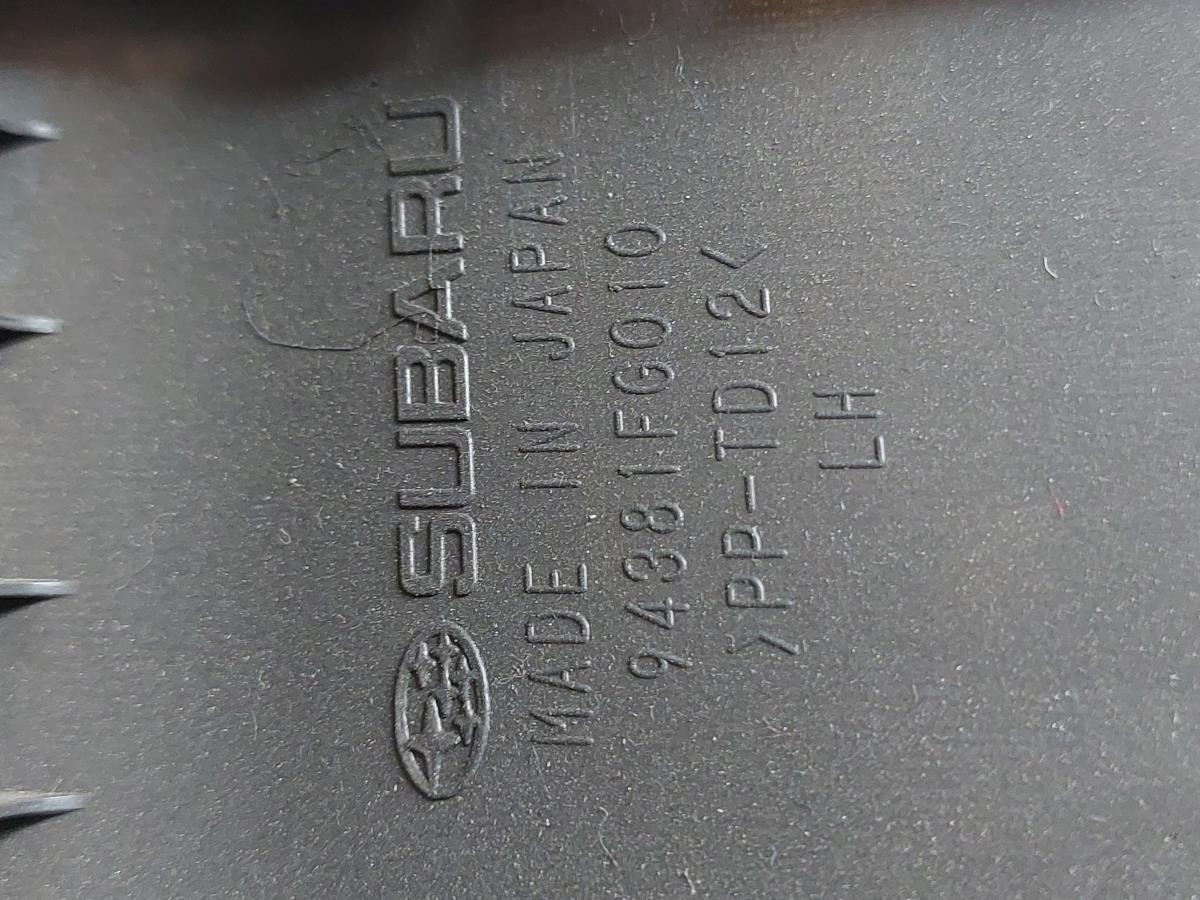 SUBARU
MADE IN JAPAN
94381FG010
>PP-TD12<
LH